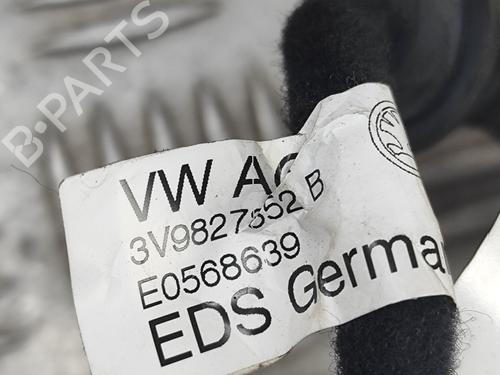 B-PARTS
VW AG
3V9827552 B
E0568639
EDS German